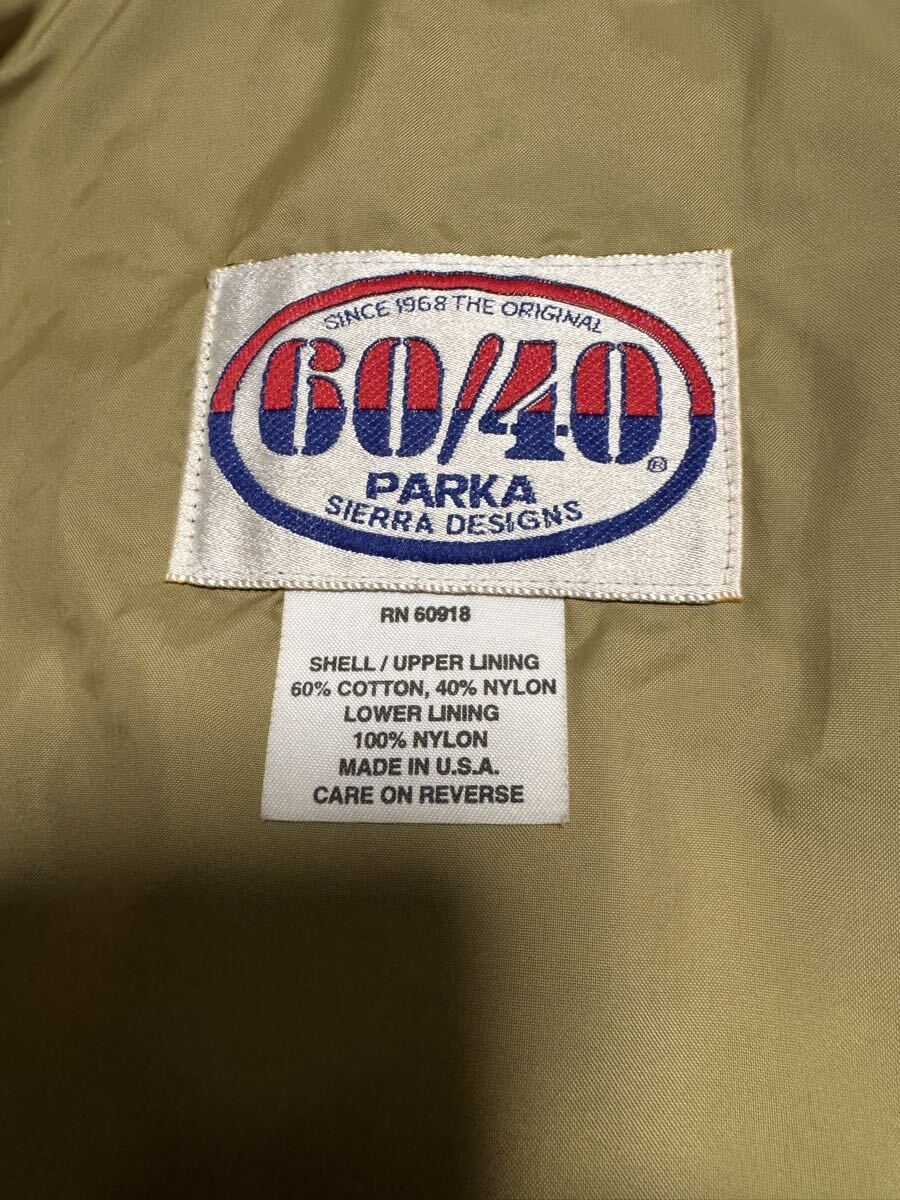 SINCE 1968 THE ORIGINAL
60/40®
PARKA
SIERRA DESIGNS
RN 60918
SHELL / UPPER LINING
60% COTTON, 40% NYLON
LOWER LINING
100% NYLON
MADE IN U.S.A.
CARE ON REVERSE